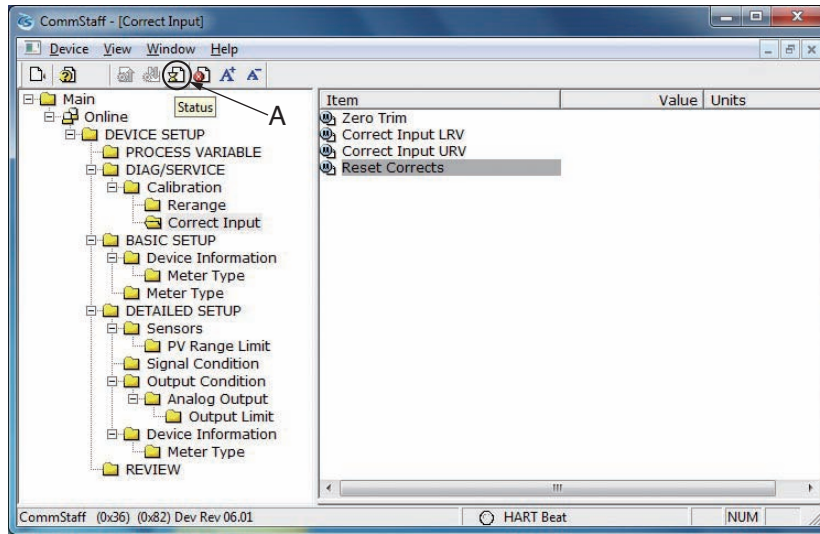 CommStaff - [Correct Input]
Device View Window Help
Status
A
Main
Online
DEVICE SETUP
PROCESS VARIABLE
DIAG/SERVICE
Calibration
Rerange
Correct Input
BASIC SETUP
Device Information
Meter Type
Meter Type
DETAILED SETUP
Sensors
PV Range Limit
Signal Condition
Output Condition
Analog Output
Output Limit
Device Information
Meter Type
REVIEW
Item Value Units
Zero Trim
Correct Input LRV
Correct Input URV
Reset Corrects
CommStaff (0x36) (0x82) Dev Rev 06.01 HART Beat NUM